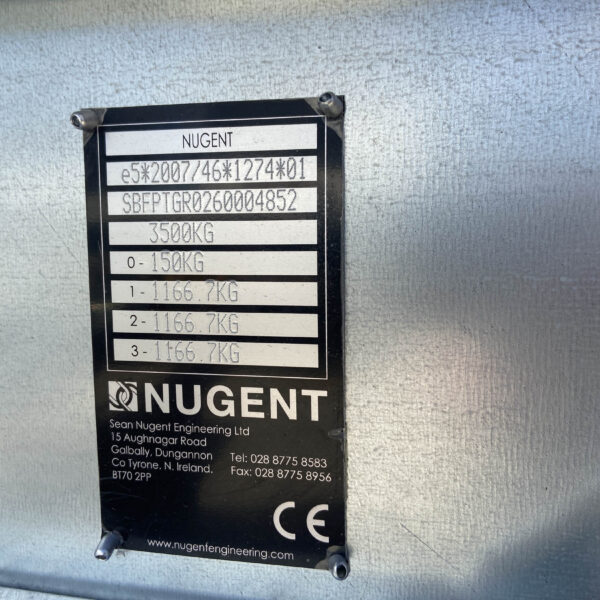 NUGENT
e5*2007/46*1274*01
SBFPTGR0260004852
3500KG
0 - 150KG
1 - 1166.7KG
2 - 1166.7KG
3 - 1166.7KG
NUGENT
Sean Nugent Engineering Ltd
15 Aughnagar Road
Galbally, Dungannon Tel: 028 8775 8583
Co Tyrone. N. Ireland. Fax: 028 8775 8956
BT70 2PP
CE
www.nugentengineering.com